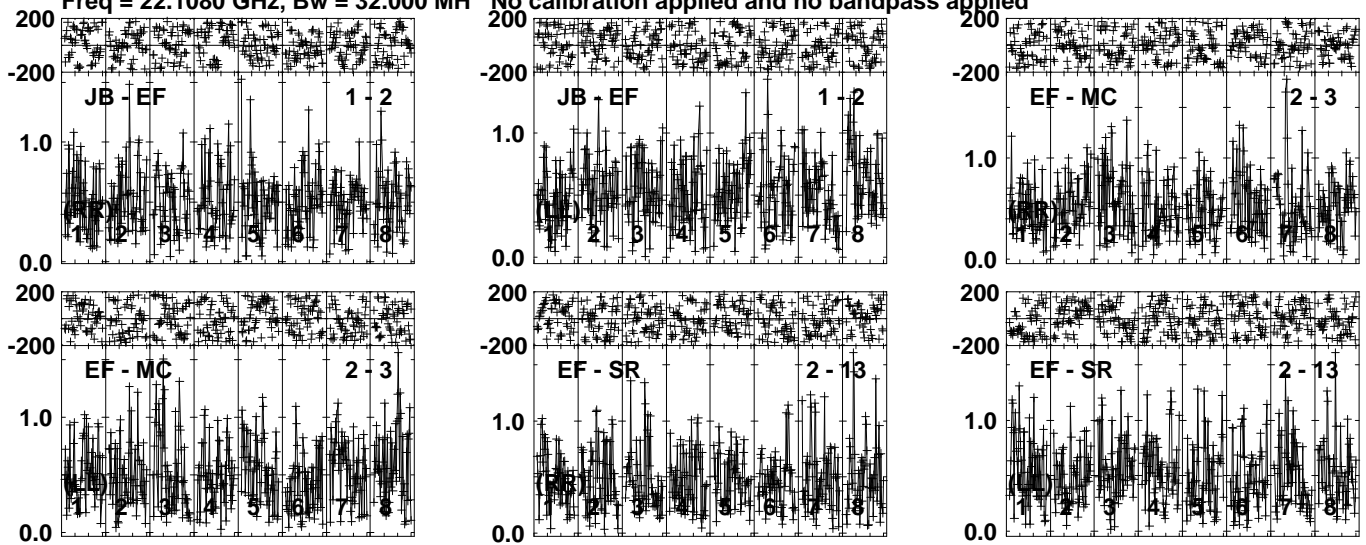 Freq = 22.1080 GHz, Bw = 32.000 MH No calibration applied and no bandpass applied
200 200 200
-200 -200 -200
JB - EF 1 - 2 JB - EF 1 - 2 EF - MC 2 - 3
1.0 1.0 1.0
(RR) (LL) (RR)
1 2 3 4 5 6 7 8 1 2 3 4 5 6 7 8 1 2 3 4 5 6 7 8
0.0 0.0 0.0
200 200 200
-200 -200 -200
EF - MC 2 - 3 EF - SR 2 - 13 EF - SR 2 - 13
1.0 1.0 1.0
(LL) (RR) (LL)
1 2 3 4 5 6 7 8 1 2 3 4 5 6 7 8 1 2 3 4 5 6 7 8
0.0 0.0 0.0